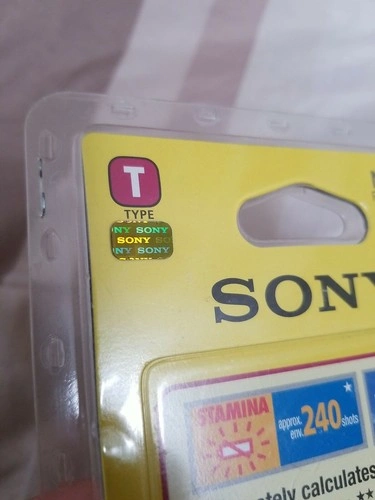 T
TYPE
NY SONY
SONY
NY SONY
SONY
STAMINA
approx.
env. 240 shots
ately calculates